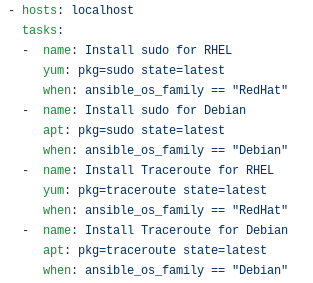 - hosts: localhost
  tasks:
  -  name: Install sudo for RHEL
     yum: pkg=sudo state=latest
     when: ansible_os_family == "RedHat"
  -  name: Install sudo for Debian
     apt: pkg=sudo state=latest
     when: ansible_os_family == "Debian"
  -  name: Install Traceroute for RHEL
     yum: pkg=traceroute state=latest
     when: ansible_os_family == "RedHat"
  -  name: Install Traceroute for Debian
     apt: pkg=traceroute state=latest
     when: ansible_os_family == "Debian"